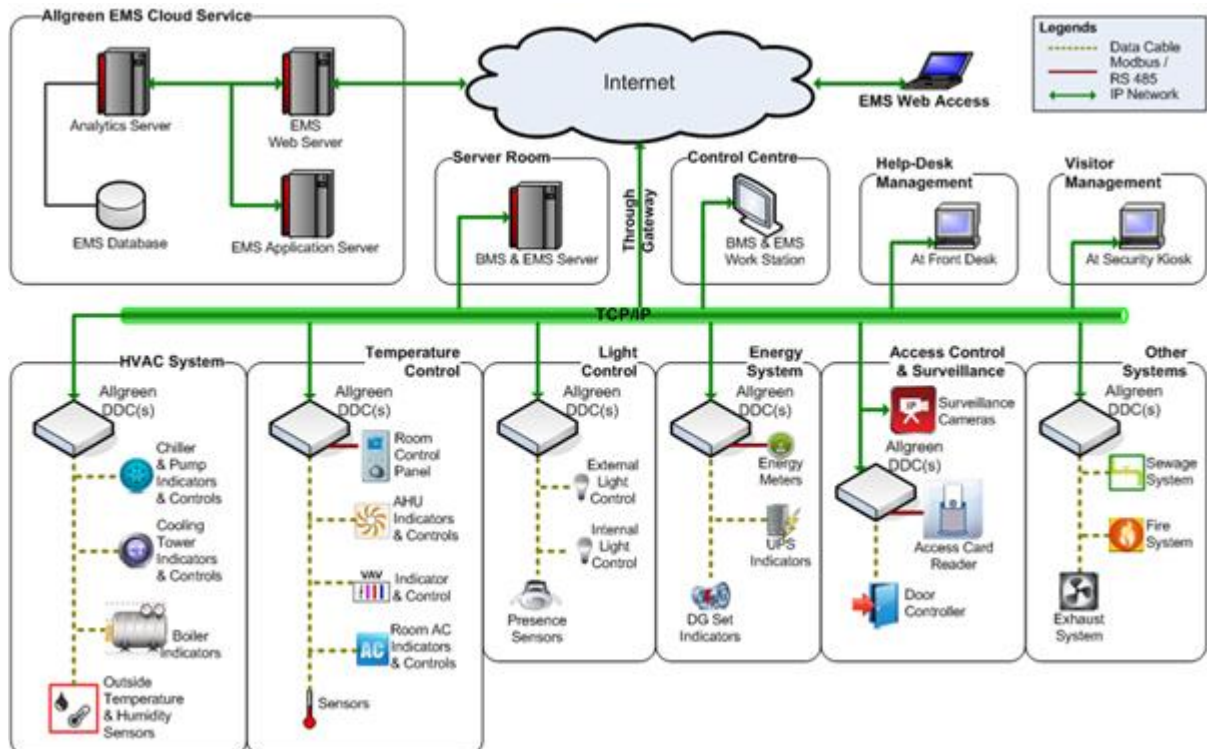 Allgreen EMS Cloud Service
Analytics Server
EMS
Web Server
EMS Database
EMS Application Server
Internet
EMS Web Access
Legends
Data Cable
Modbus /
RS 485
IP Network
Server Room
BMS & EMS Server
Through
Gateway
Control Centre
BMS & EMS
Work Station
Help-Desk
Management
At Front Desk
Visitor
Management
At Security Kiosk
TCP/IP
HVAC System
Allgreen
DDC(s)
Chiller
& Pump
Indicators
& Controls
Cooling
Tower
Indicators
& Controls
Boiler
Indicators
Outside
Temperature
& Humidity
Sensors
Temperature
Control
Allgreen
DDC(s)
Room
Control
Panel
AHU
Indicators
& Controls
VAV
Indicator
& Control
AC
Room AC
Indicators
& Controls
Sensors
Light
Control
Allgreen
DDC(s)
External
Light
Control
Internal
Light
Control
Presence
Sensors
Energy
System
Allgreen
DDC(s)
Energy
Meters
UPS
Indicators
DG Set
Indicators
Access Control
& Surveillance
IP
Surveillance
Cameras
Allgreen
DDC(s)
Access Card
Reader
Door
Controller
Other
Systems
Allgreen
DDC(s)
Sewage
System
Fire
System
Exhaust
System